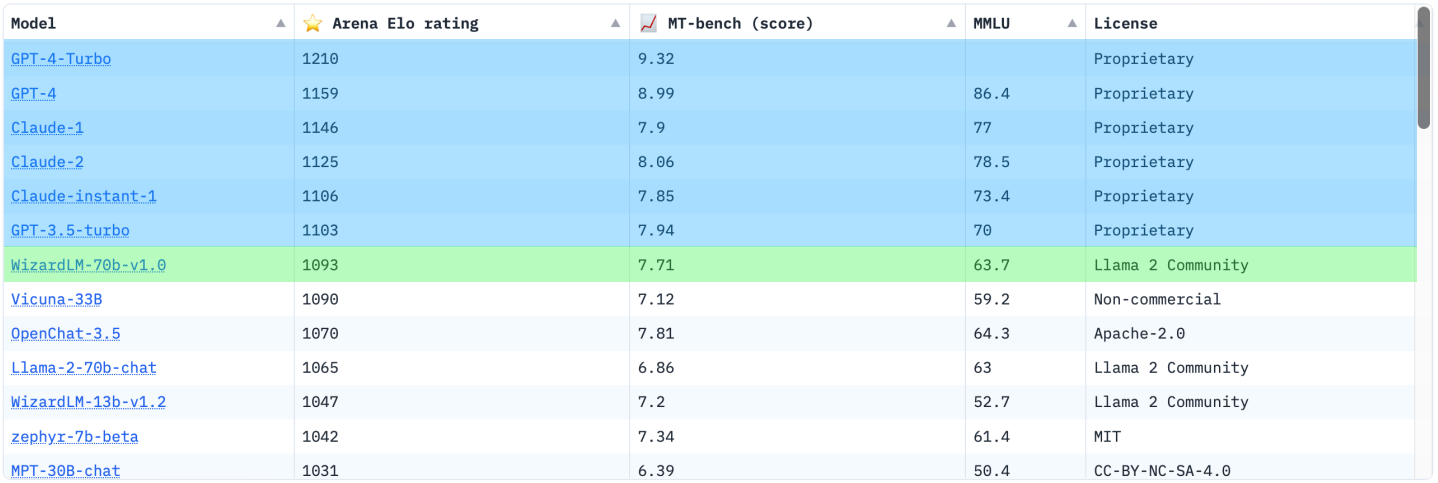 Model ⭐ Arena Elo rating 📈 MT-bench (score) MMLU License
GPT-4-Turbo 1210 9.32 Proprietary
GPT-4 1159 8.99 86.4 Proprietary
Claude-1 1146 7.9 77 Proprietary
Claude-2 1125 8.06 78.5 Proprietary
Claude-instant-1 1106 7.85 73.4 Proprietary
GPT-3.5-turbo 1103 7.94 70 Proprietary
WizardLM-70b-v1.0 1093 7.71 63.7 Llama 2 Community
Vicuna-33B 1090 7.12 59.2 Non-commercial
OpenChat-3.5 1070 7.81 64.3 Apache-2.0
Llama-2-70b-chat 1065 6.86 63 Llama 2 Community
WizardLM-13b-v1.2 1047 7.2 52.7 Llama 2 Community
zephyr-7b-beta 1042 7.34 61.4 MIT
MPT-30B-chat 1031 6.39 50.4 CC-BY-NC-SA-4.0